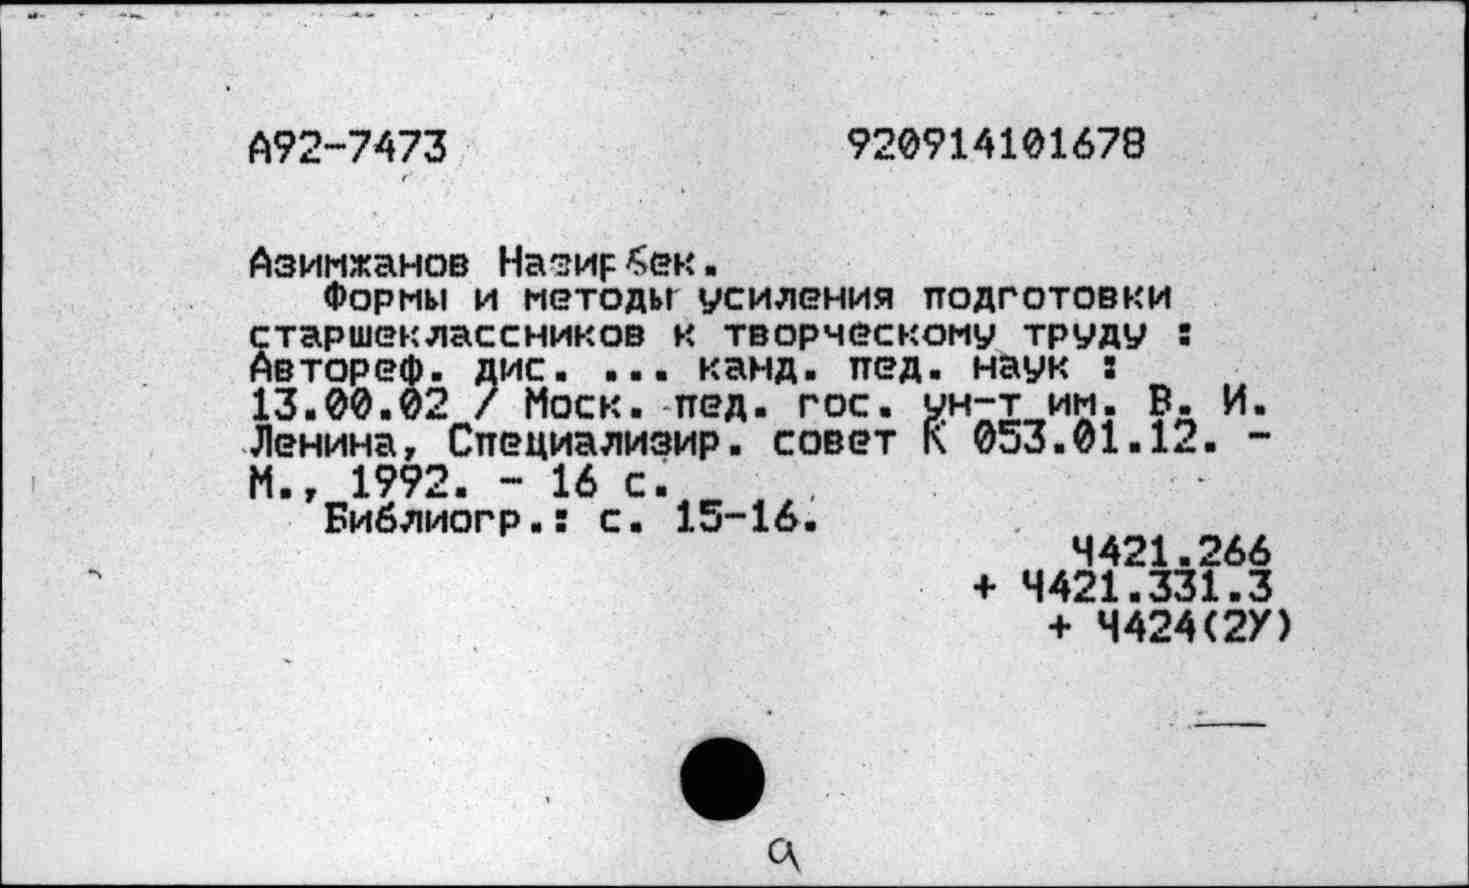 А92-7473 920914101678
Азимжанов Назирбек.
Формы и методы усиления подготовки
старшеклассников к творческому труду :
Автореф. дис. ... канд. пед. наук :
13.00.02 / Моск. пед. гос. ун-т им. В. И.
Ленина, Специализир. совет К 053.01.12. -
М., 1992. - 16 с.
Библиогр.: с. 15-16.
Ч421.266
+ Ч421.331.3
+ Ч424(2У)